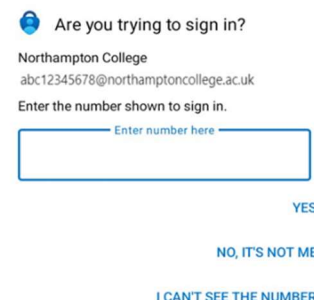 Are you trying to sign in?
Northampton College
abc12345678@northamptoncollege.ac.uk
Enter the number shown to sign in.
Enter number here
YES
NO, IT'S NOT ME
I CAN'T SEE THE NUMBER